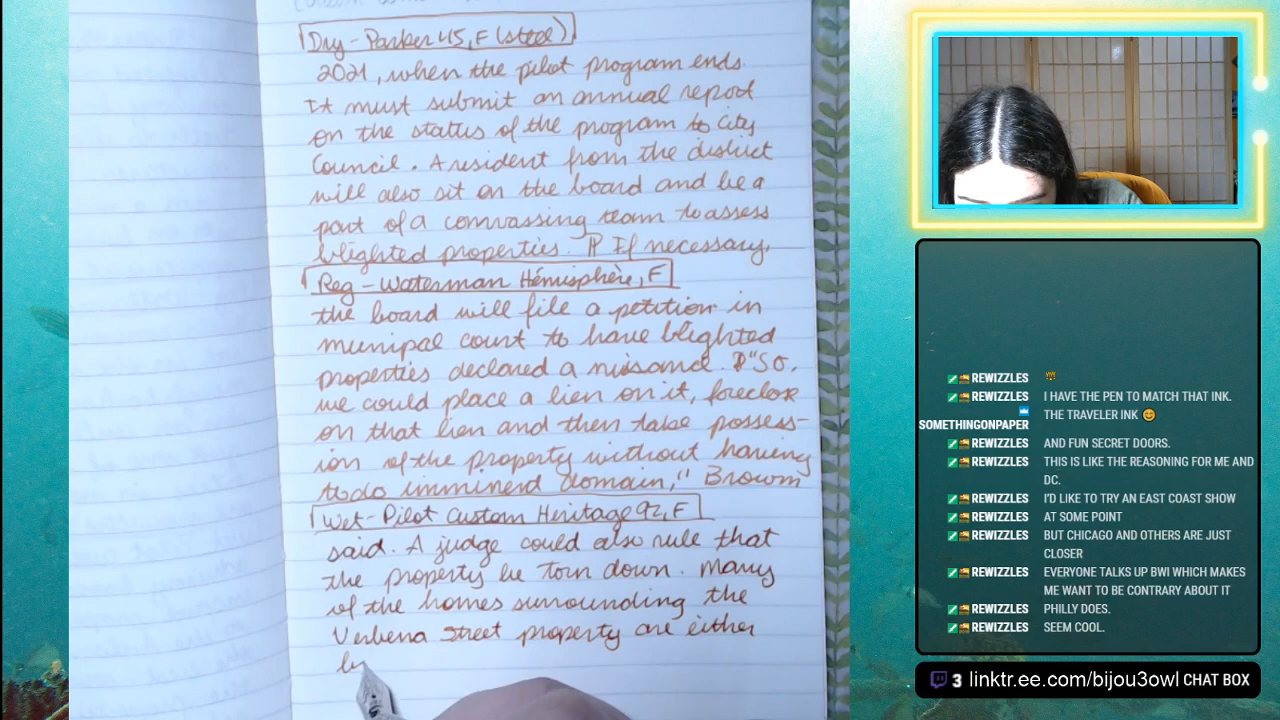 Dry - Parker 45, F (steel)
2021, when the pilot program ends.
It must submit an annual report
on the status of the program to City
Council. A resident from the district
will also sit on the board and be a
part of a convassing team to assess
blighted properties. If necessary,
Reg - Waterman Hémisphère, F
the board will file a petition in
municipal court to have blighted
properties declared a nuisance. "So,
we could place a lien on it, foreclose
on that lien and then take possess-
ion of the property without having
to do imminent domain," Brown
Wet - Pilot Custom Heritage 92, F
said. A judge could also rule that
the property be torn down. Many
of the homes surrounding the
Verbena Street property are either
REWIZZLES
REWIZZLES I HAVE THE PEN TO MATCH THAT INK.
THE TRAVELER INK
SOMETHINGONPAPER
REWIZZLES AND FUN SECRET DOORS.
REWIZZLES THIS IS LIKE THE REASONING FOR ME AND
DC.
REWIZZLES I'D LIKE TO TRY AN EAST COAST SHOW
REWIZZLES AT SOME POINT
REWIZZLES BUT CHICAGO AND OTHERS ARE JUST
CLOSER
REWIZZLES EVERYONE TALKS UP BWI WHICH MAKES
ME WANT TO BE CONTRARY ABOUT IT
REWIZZLES PHILLY DOES.
REWIZZLES SEEM COOL.
3 linktr.ee.com/bijou3owl CHAT BOX